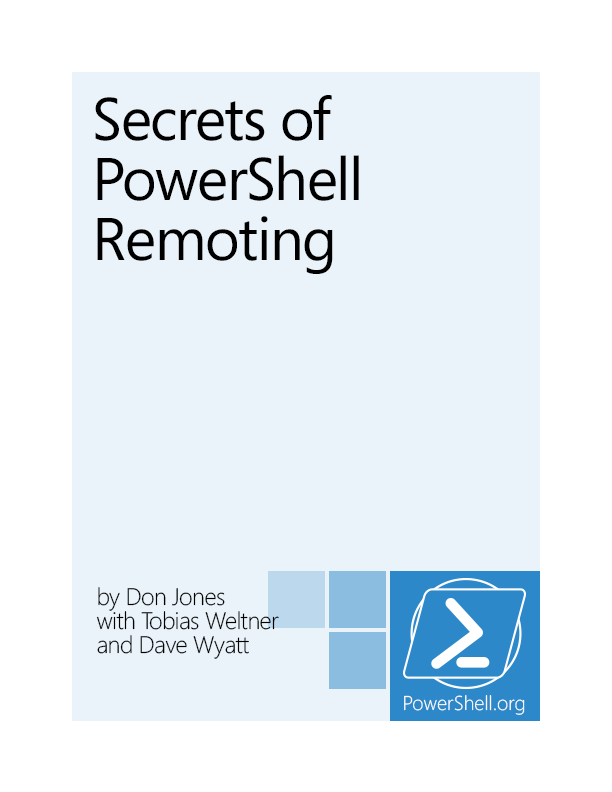 Secrets of
PowerShell
Remoting
by Don Jones
with Tobias Weltner
and Dave Wyatt
PowerShell.org